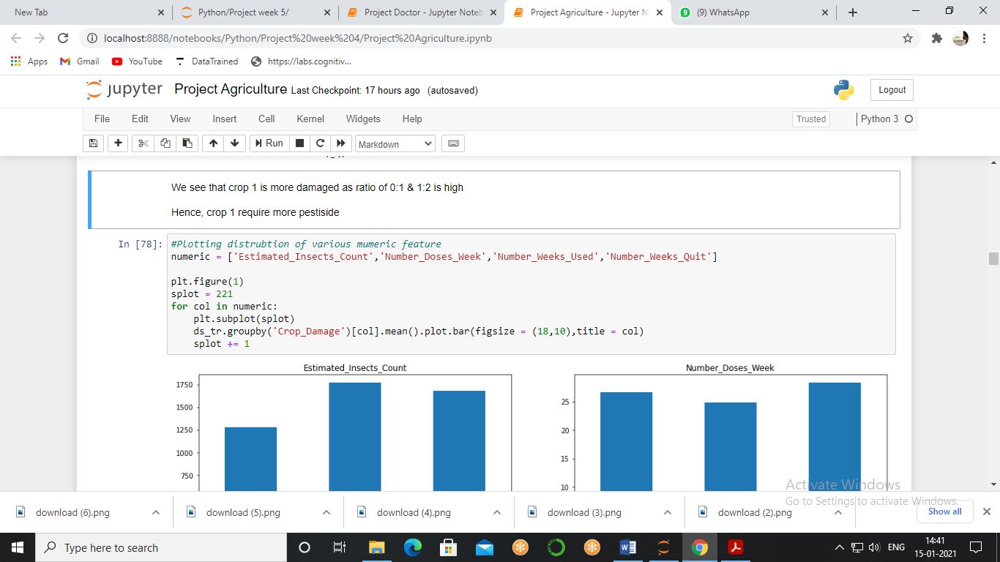 New Tab
Python/Project week 5/
Project Doctor - Jupyter Noteb
Project Agriculture - Jupyter N
9 (9) WhatsApp
localhost:8888/notebooks/Python/Project%20week%204/Project%20Agriculture.ipynb
Apps Gmail YouTube DataTrained https://labs.cognitiv...
jupyter Project Agriculture Last Checkpoint: 17 hours ago (autosaved) Logout
File Edit View Insert Cell Kernel Widgets Help Trusted Python 3
Run Markdown
We see that crop 1 is more damaged as ratio of 0:1 & 1:2 is high
Hence, crop 1 require more pestiside
In [78]: #Plotting distrubtion of various mumeric feature
numeric = ['Estimated_Insects_Count','Number_Doses_Week','Number_Weeks_Used','Number_Weeks_Quit']
plt.figure(1)
splot = 221
for col in numeric:
plt.subplot(splot)
ds_tr.groupby('Crop_Damage')[col].mean().plot.bar(figsize = (18,10),title = col)
splot += 1
Estimated_Insects_Count
1750
1500
1250
1000
750
Number_Doses_Week
25
20
15
10
Activate Windows
Go to Settings to activate Windows.
download (6).png download (5).png download (4).png download (3).png download (2).png Show all
Type here to search
ENG
14:41
15-01-2021